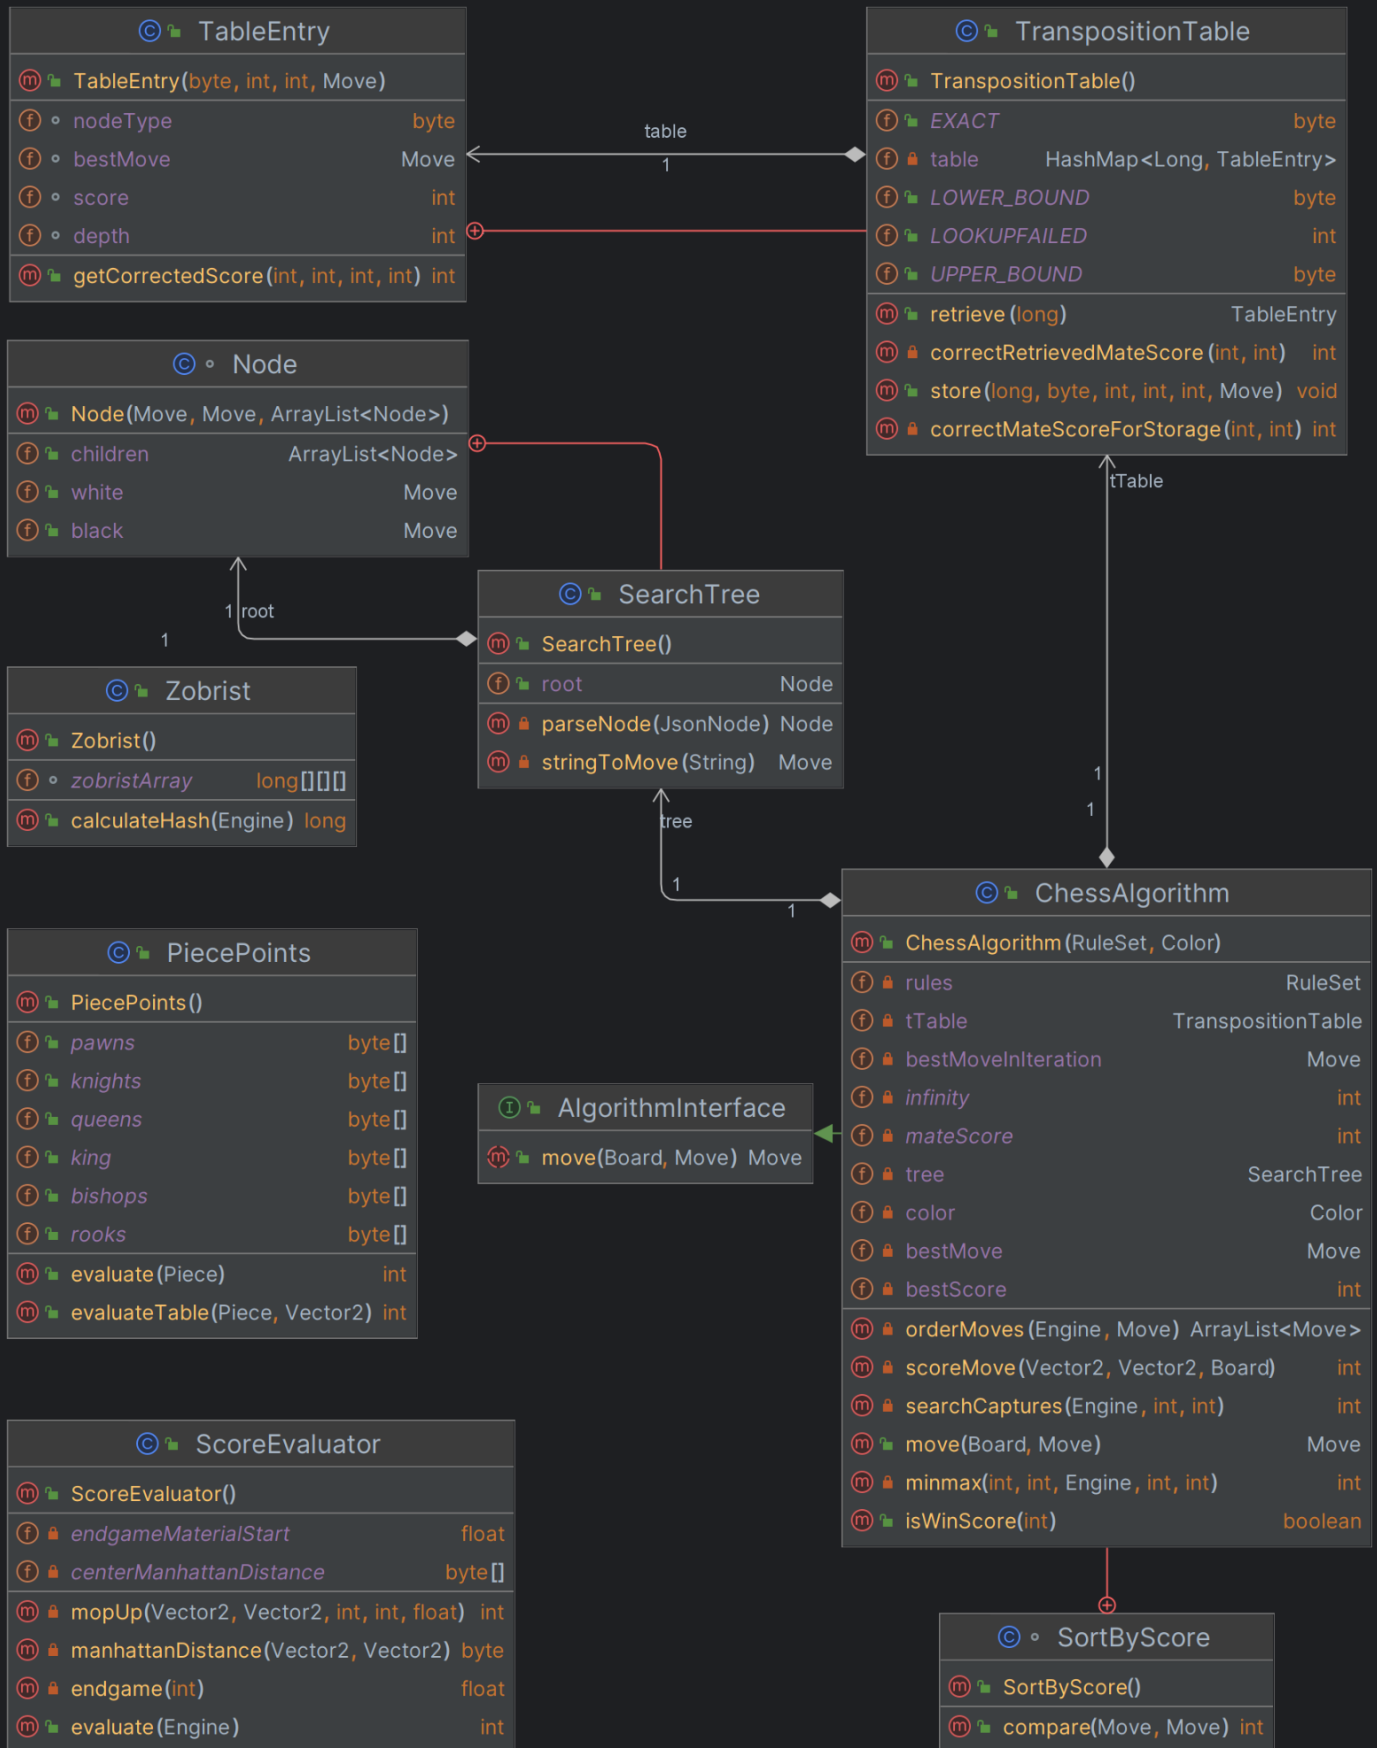 TableEntry
TableEntry(byte, int, int, Move)
nodeType byte
bestMove Move
score int
depth int
getCorrectedScore(int, int, int, int) int
table
1
TranspositionTable
TranspositionTable()
EXACT byte
table HashMap<Long, TableEntry>
LOWER_BOUND byte
LOOKUPFAILED int
UPPER_BOUND byte
retrieve(long) TableEntry
correctRetrievedMateScore(int, int) int
store(long, byte, int, int, int, Move) void
correctMateScoreForStorage(int, int) int
tTable
1
1
Node
Node(Move, Move, ArrayList<Node>)
children ArrayList<Node>
white Move
black Move
1 root
1
SearchTree
SearchTree()
root Node
parseNode(JsonNode) Node
stringToMove(String) Move
tree
1
1
Zobrist
Zobrist()
zobristArray long[][][]
calculateHash(Engine) long
PiecePoints
PiecePoints()
pawns byte[]
knights byte[]
queens byte[]
king byte[]
bishops byte[]
rooks byte[]
evaluate(Piece) int
evaluateTable(Piece, Vector2) int
AlgorithmInterface
move(Board, Move) Move
ChessAlgorithm
ChessAlgorithm(RuleSet, Color)
rules RuleSet
tTable TranspositionTable
bestMoveInIteration Move
infinity int
mateScore int
tree SearchTree
color Color
bestMove Move
bestScore int
orderMoves(Engine, Move) ArrayList<Move>
scoreMove(Vector2, Vector2, Board) int
searchCaptures(Engine, int, int) int
move(Board, Move) Move
minmax(int, int, Engine, int, int) int
isWinScore(int) boolean
ScoreEvaluator
ScoreEvaluator()
endgameMaterialStart float
centerManhattanDistance byte[]
mopUp(Vector2, Vector2, int, int, float) int
manhattanDistance(Vector2, Vector2) byte
endgame(int) float
evaluate(Engine) int
SortByScore
SortByScore()
compare(Move, Move) int